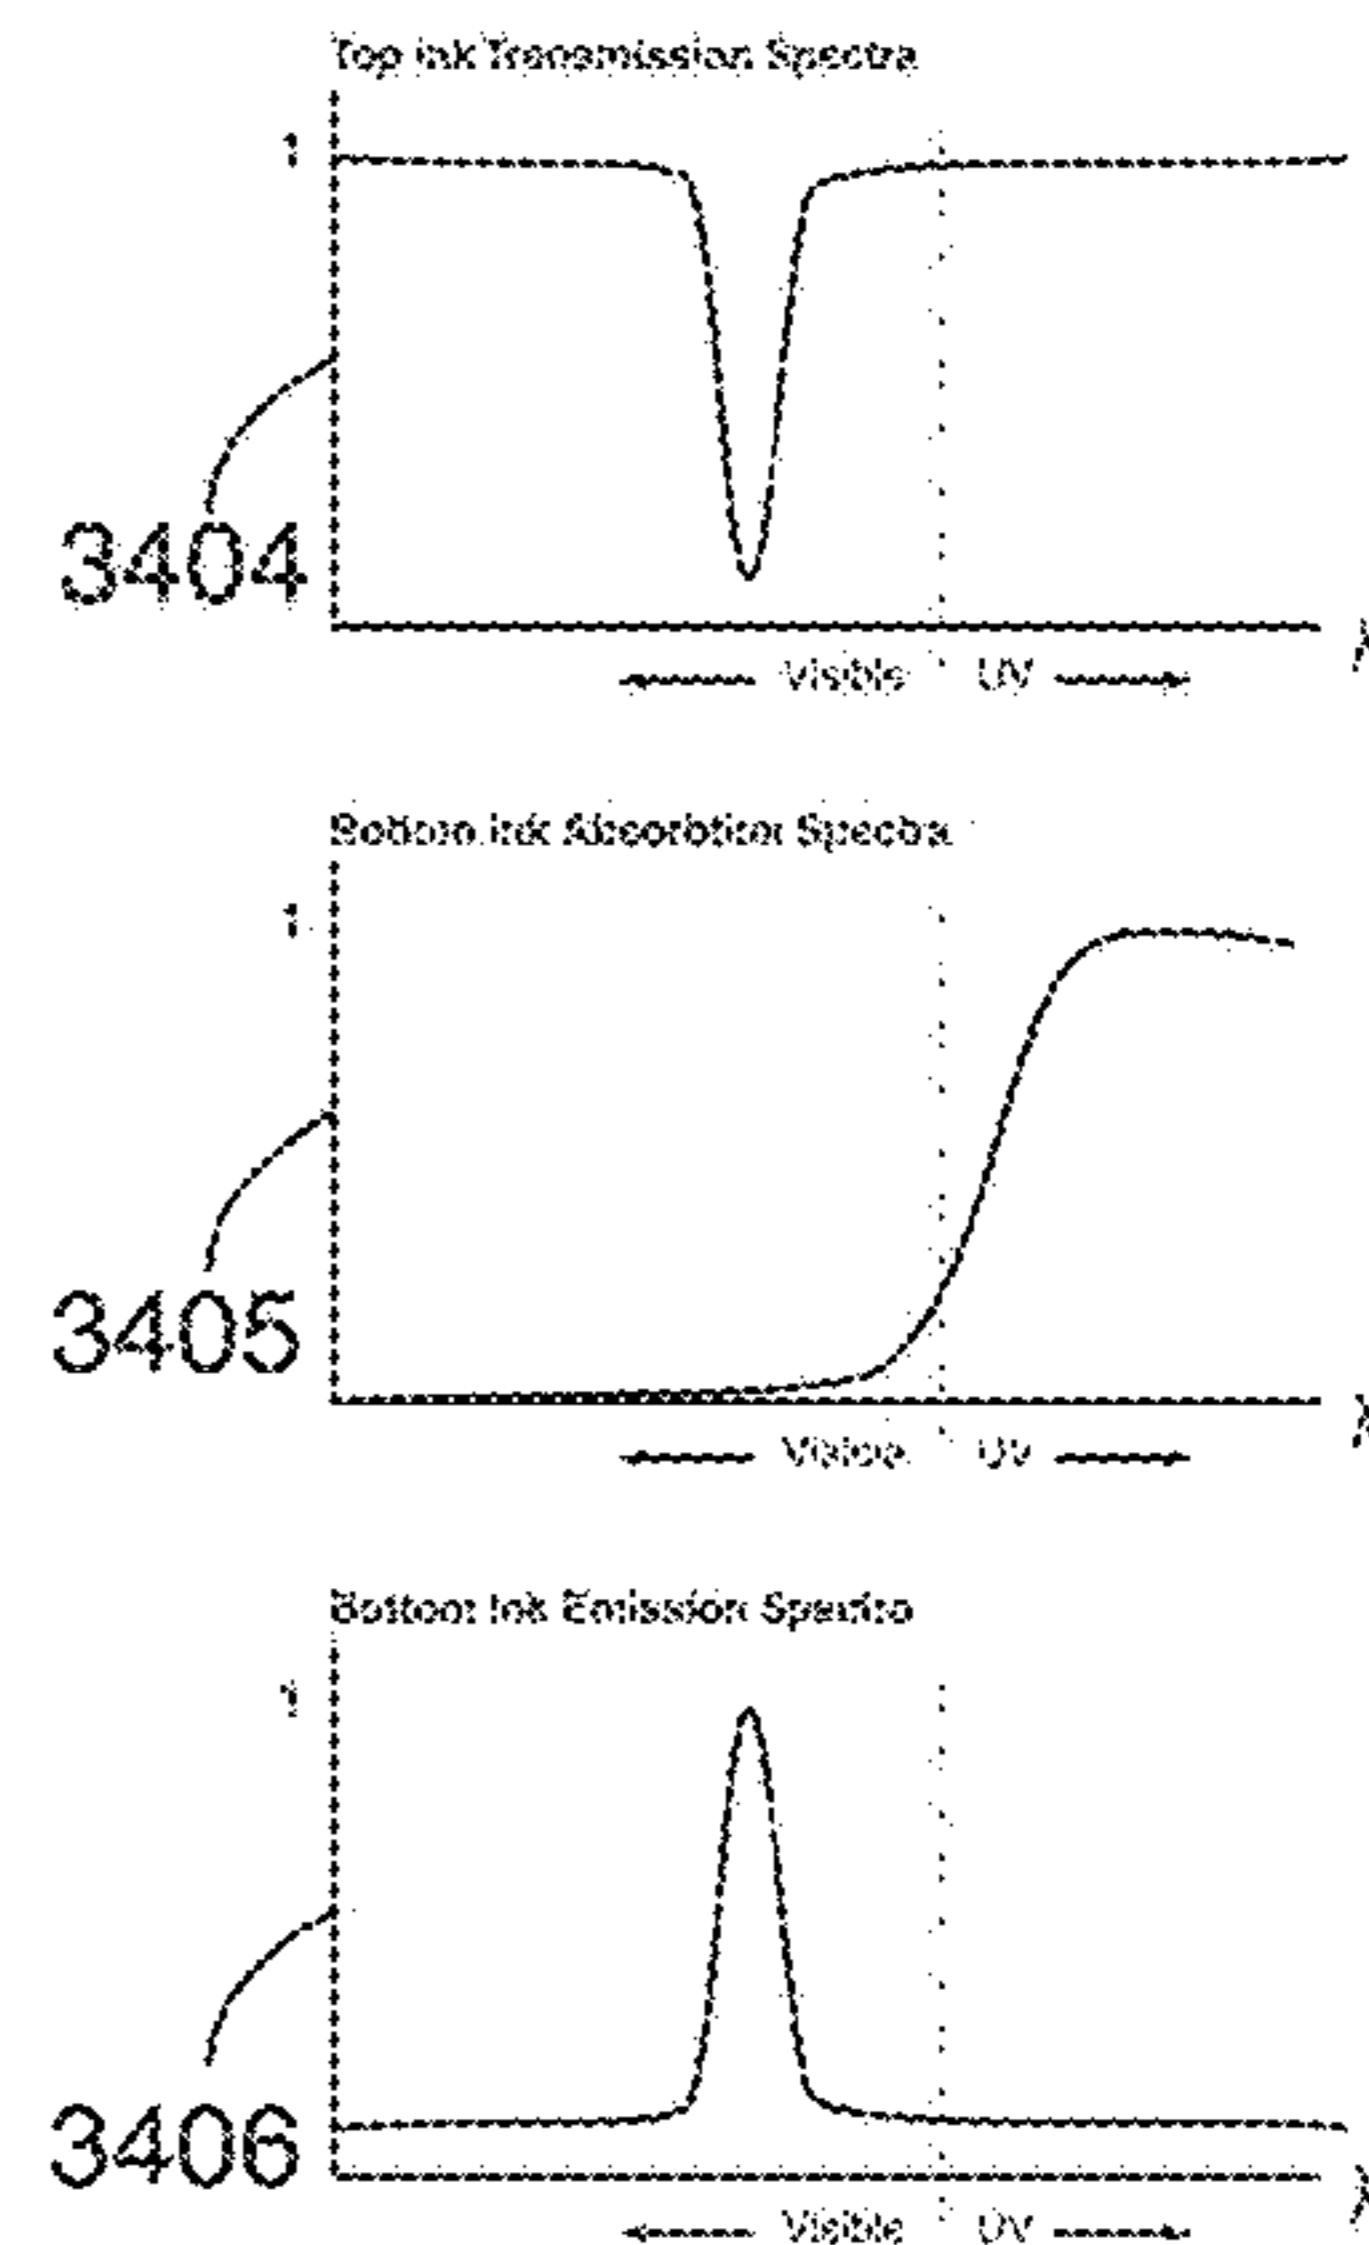 Top Ink Transmission Spectra
1
3404
Visible UV
λ
Bottom Ink Absorbtion Spectra
1
3405
Visible UV
λ
Bottom Ink Emission Spectra
1
3406
Visible UV
λ